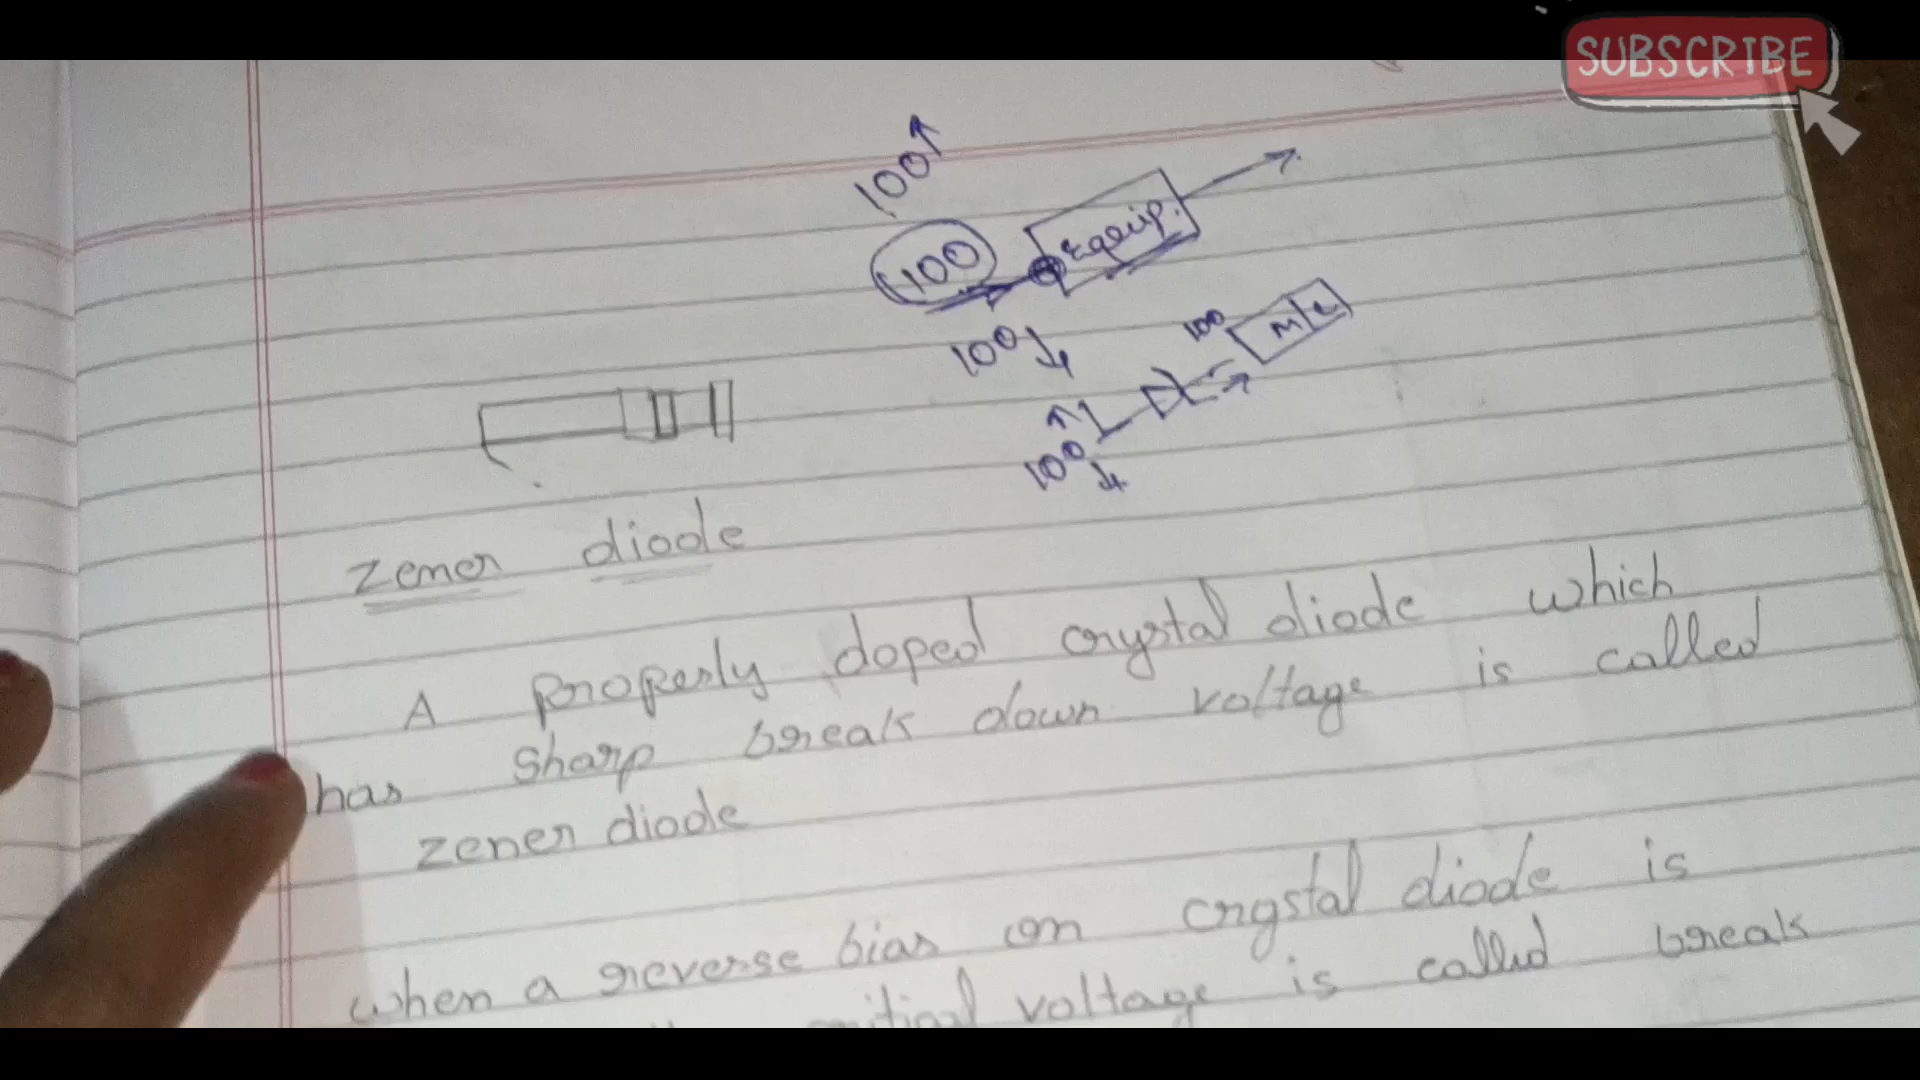 SUBSCRIBE
100↑
100
Equip.
100↓
100
M/C
↑
100↓
zener diode
A properly doped crystal diode which
has sharp break down voltage is called
zener diode
when a reverse bias on crystal diode is
critical voltage is called break